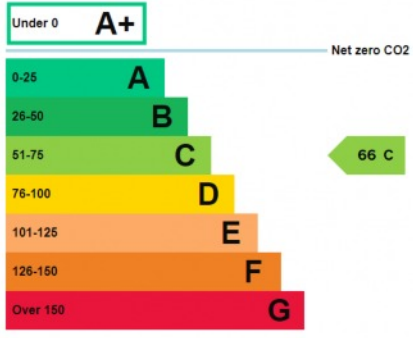 Under 0 A+
Net zero CO2
0-25 A
26-50 B
51-75 C
66 C
76-100 D
101-125 E
126-150 F
Over 150 G